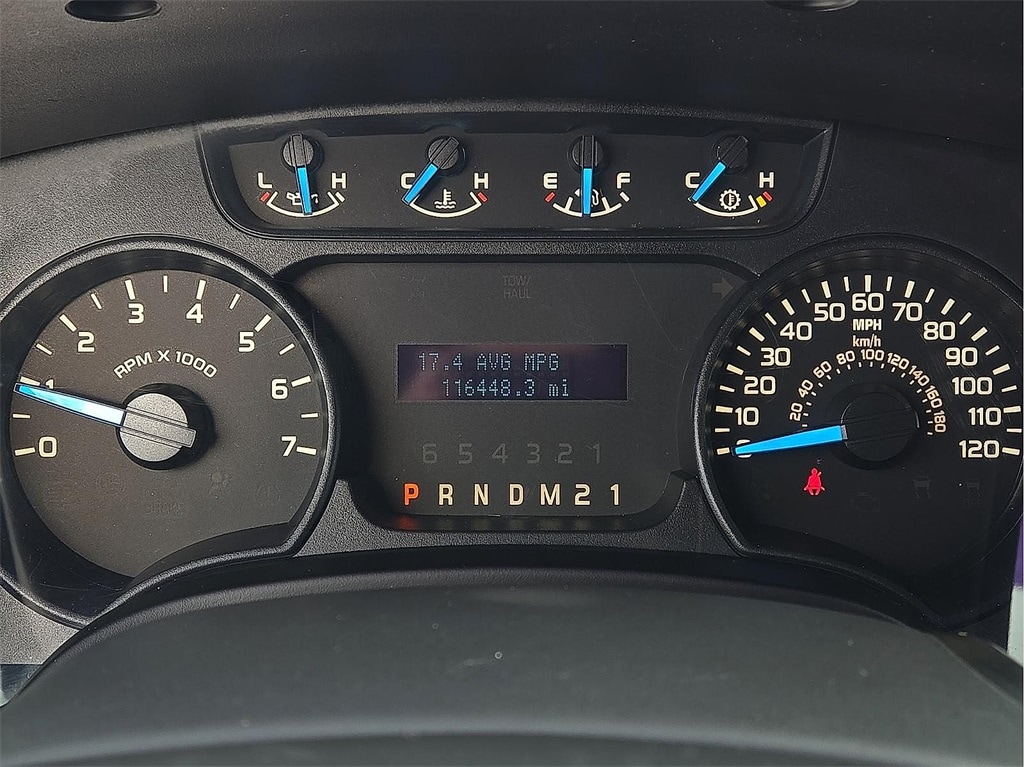 L H
C H
E F
C H
TOW/
HAUL
0 1 2 3 4 5 6 7
RPM X 1000
17.4 AVG MPG
116448.3 mi
6 5 4 3 2 1
P R N D M 2 1
0 10 20 30 40 50 60 70 80 90 100 110 120
MPH
km/h
20 40 60 80 100 120 140 160 180